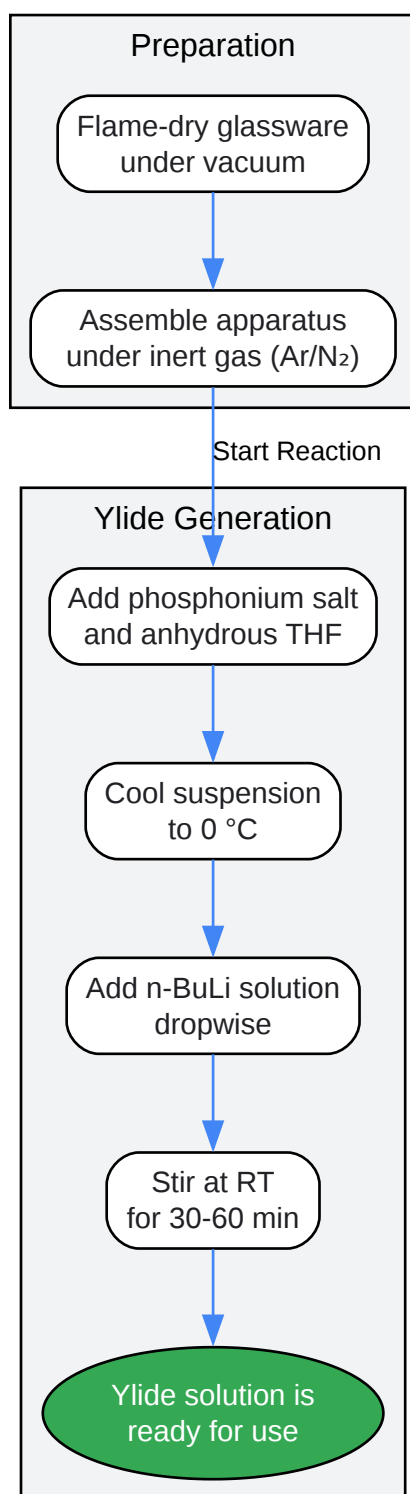 Preparation
Flame-dry glassware
under vacuum
Assemble apparatus
under inert gas (Ar/N₂)
Start Reaction
Ylide Generation
Add phosphonium salt
and anhydrous THF
Cool suspension
to 0 °C
Add n-BuLi solution
dropwise
Stir at RT
for 30-60 min
Ylide solution is
ready for use